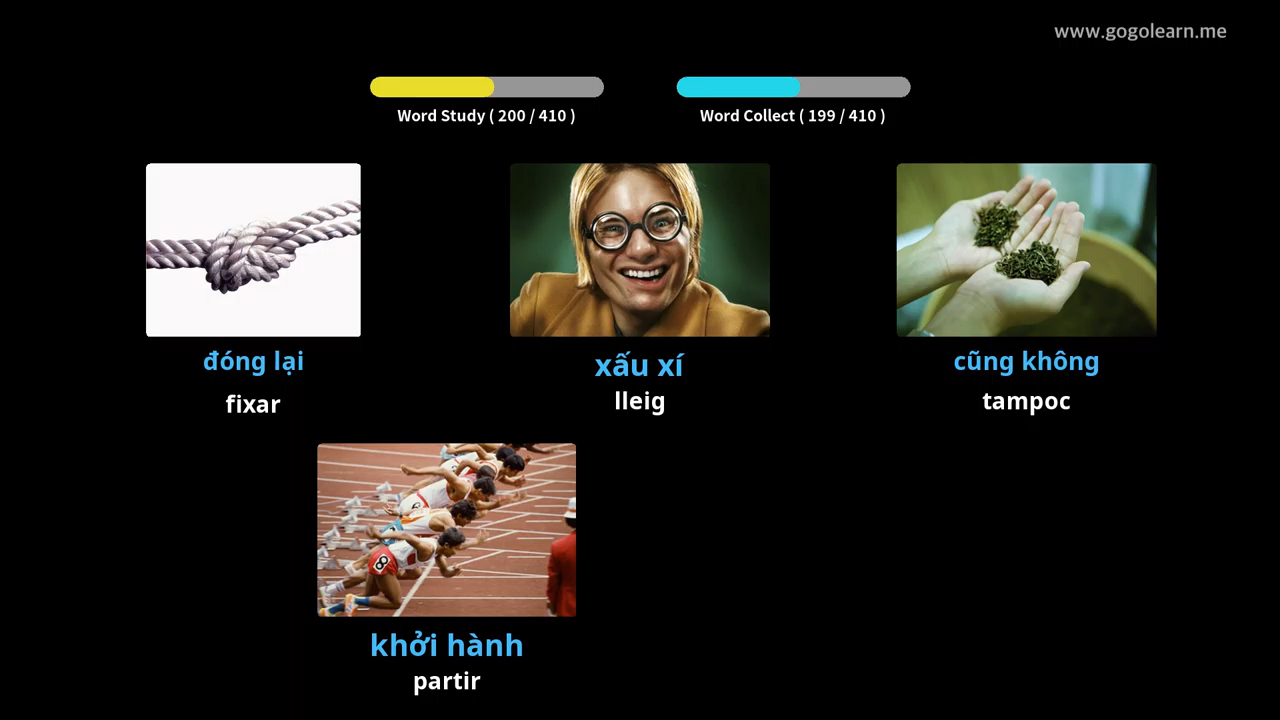 www.gogolearn.me
Word Study ( 200 / 410 )
Word Collect ( 199 / 410 )
đóng lại
fixar
xấu xí
lleig
cũng không
tampoc
khởi hành
partir